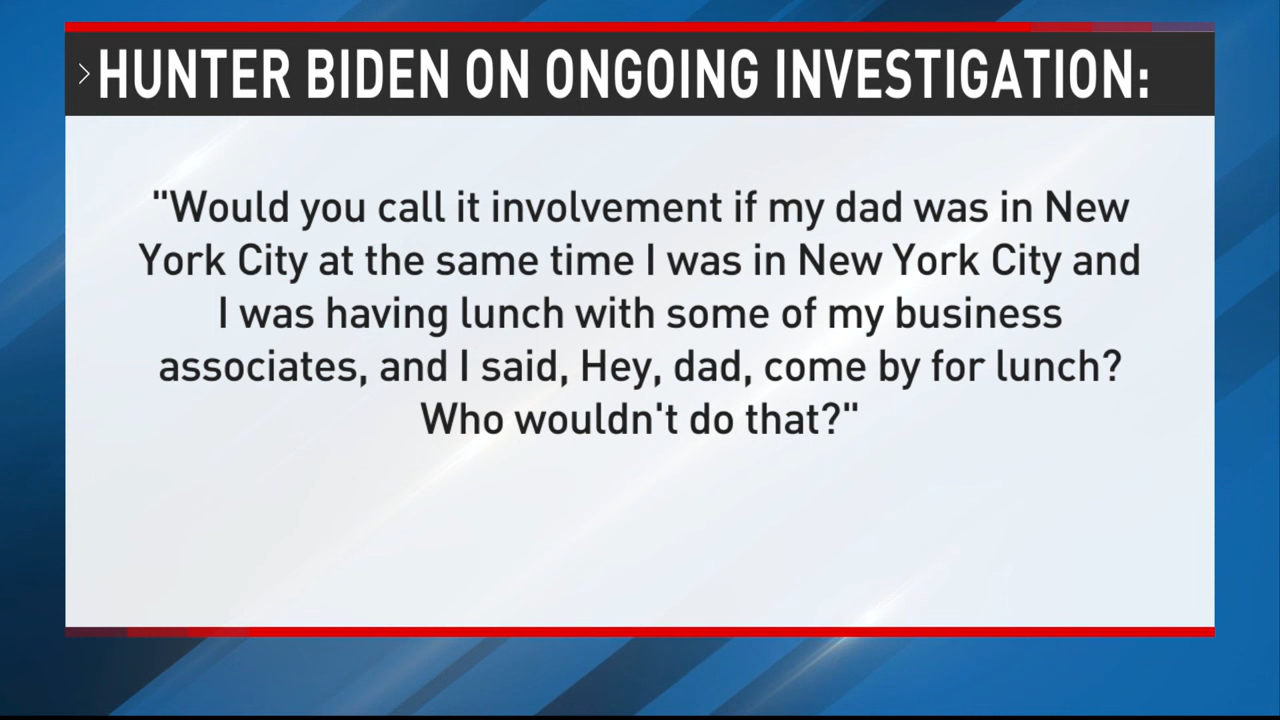 > HUNTER BIDEN ON ONGOING INVESTIGATION:
"Would you call it involvement if my dad was in New
York City at the same time I was in New York City and
I was having lunch with some of my business
associates, and I said, Hey, dad, come by for lunch?
Who wouldn't do that?"